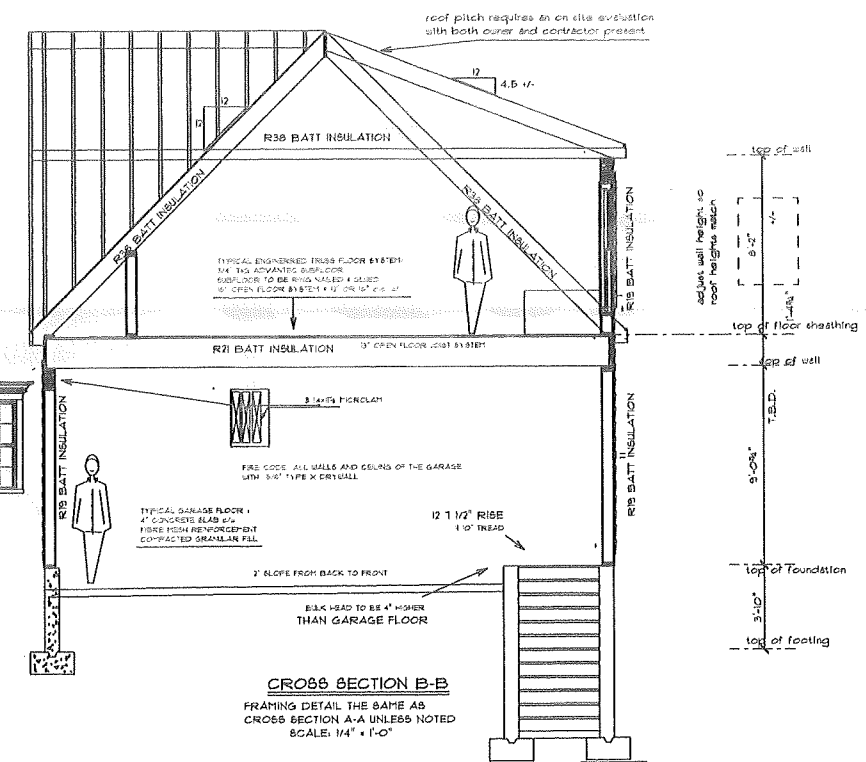 roof pitch requires an on site evaluation
with both owner and contractor present
12
4.5 +/-
12
12
R38 BATT INSULATION
R38 BATT INSULATION
R38 BATT INSULATION
top of wall
R19 BATT INSULATION
adjust wall height so
roof heights match
8'-2" +/-
TYPICAL ENGINEERED TRUSS FLOOR SYSTEM:
3/4" T&G ADVANTEC SUBFLOOR
SUBFLOOR TO BE RING NAILED & GLUED
OPEN FLOOR SYSTEM
top of floor sheathing
R21 BATT INSULATION
OPEN FLOOR JOIST SYSTEM
top of wall
T.B.D.
MICROLAM
R19 BATT INSULATION
R19 BATT INSULATION
9'-0 3/4"
FIRE CODE: ALL WALLS AND CEILING OF THE GARAGE
WITH 5/8" TYPE X DRYWALL
TYPICAL GARAGE FLOOR :
4" CONCRETE SLAB c/w
FIBRE MESH REINFORCEMENT
COMPACTED GRANULAR FILL
12 7 1/2" RISE
10" TREAD
SLOPE FROM BACK TO FRONT
top of foundation
BULK HEAD TO BE 4" HIGHER
THAN GARAGE FLOOR
3'-10"
top of footing
CROSS SECTION B-B
FRAMING DETAIL THE SAME AS
CROSS SECTION A-A UNLESS NOTED
SCALE: 1/4" = 1'-0"